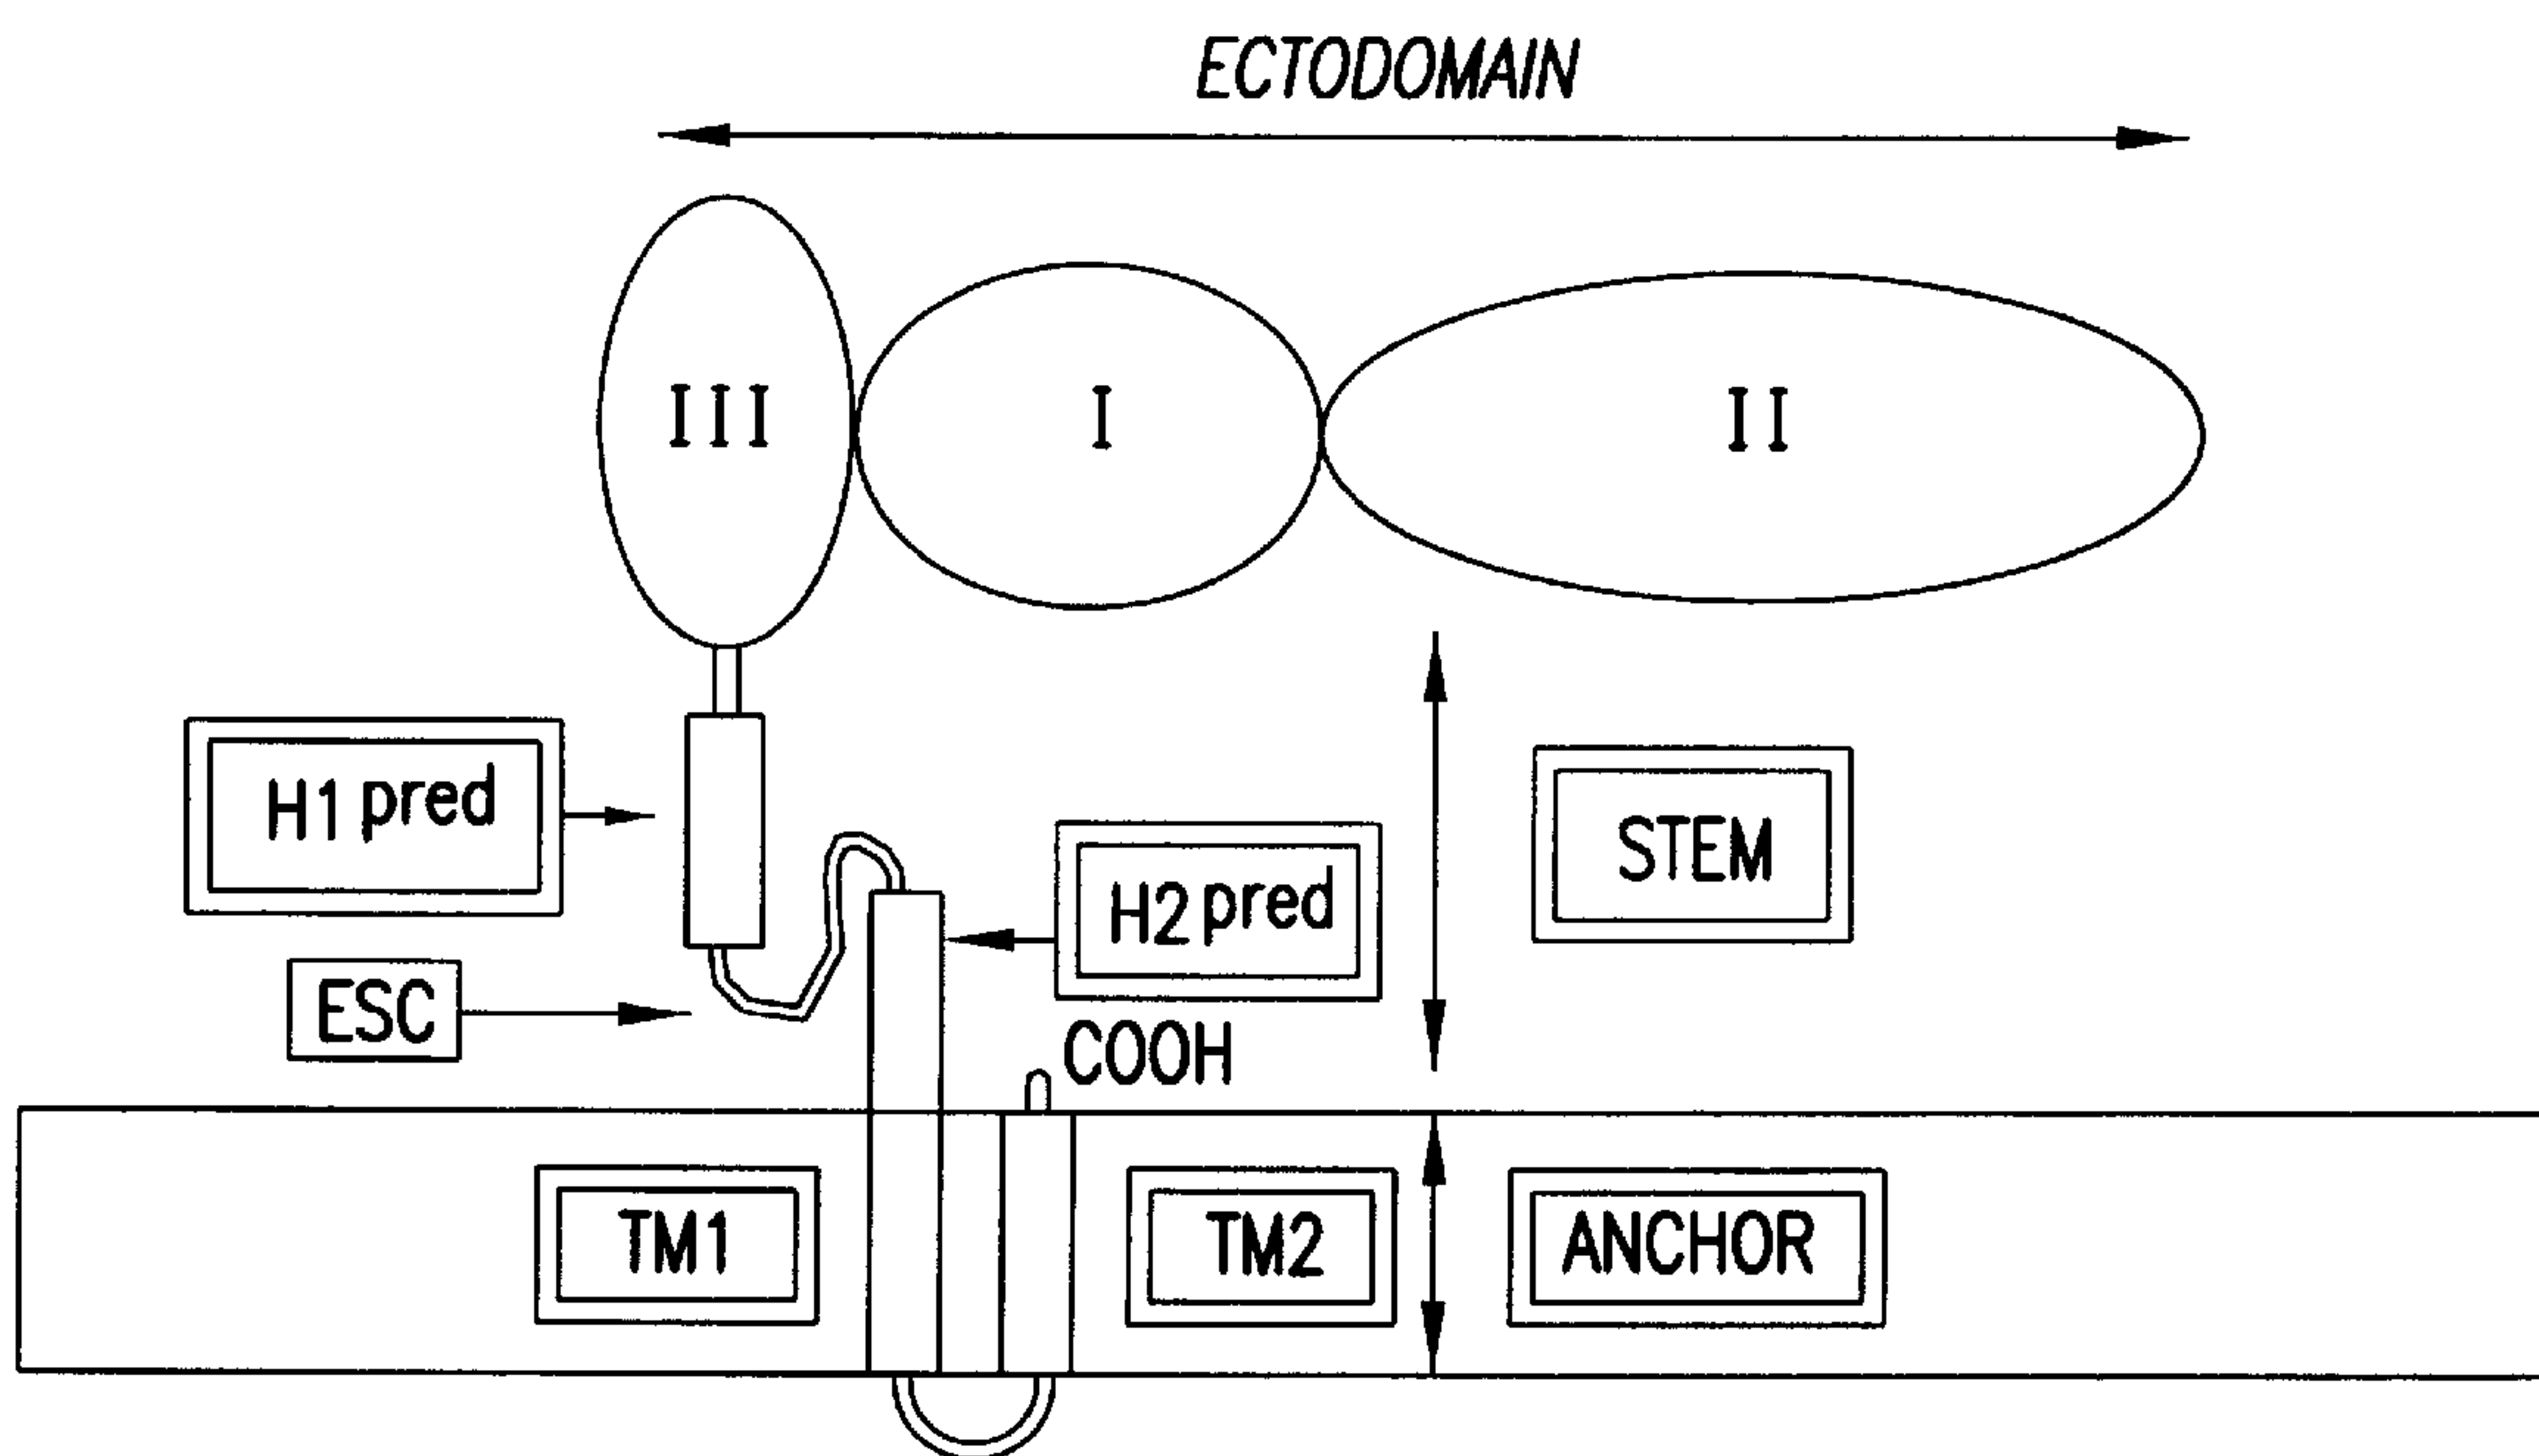 ECTODOMAIN
III I II
H1 pred
STEM
H2 pred
ESC
COOH
TM1 TM2 ANCHOR